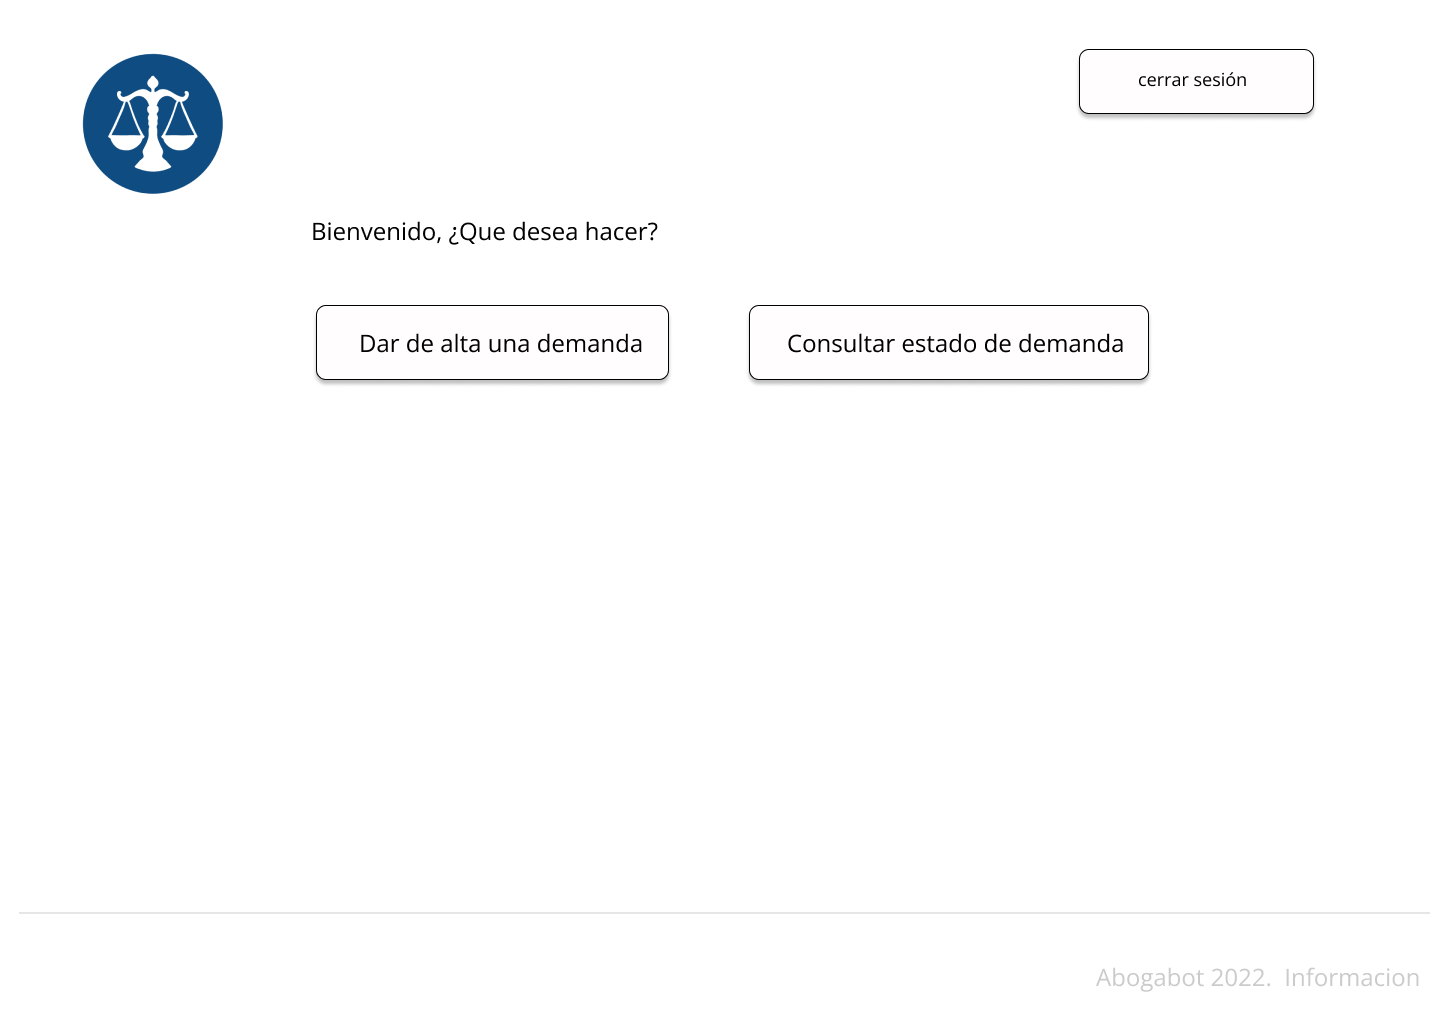 cerrar sesión
Bienvenido, ¿Que desea hacer?
Dar de alta una demanda
Consultar estado de demanda
Abogabot 2022.  Informacion